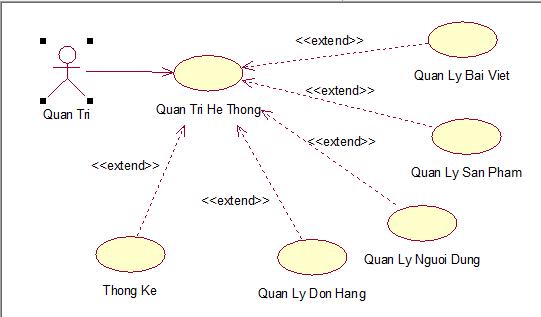 <<extend>>
Quan Ly Bai Viet
Quan Tri
Quan Tri He Thong
<<extend>>
<<extend>>
Quan Ly San Pham
<<extend>>
<<extend>>
Quan Ly Nguoi Dung
Thong Ke
Quan Ly Don Hang